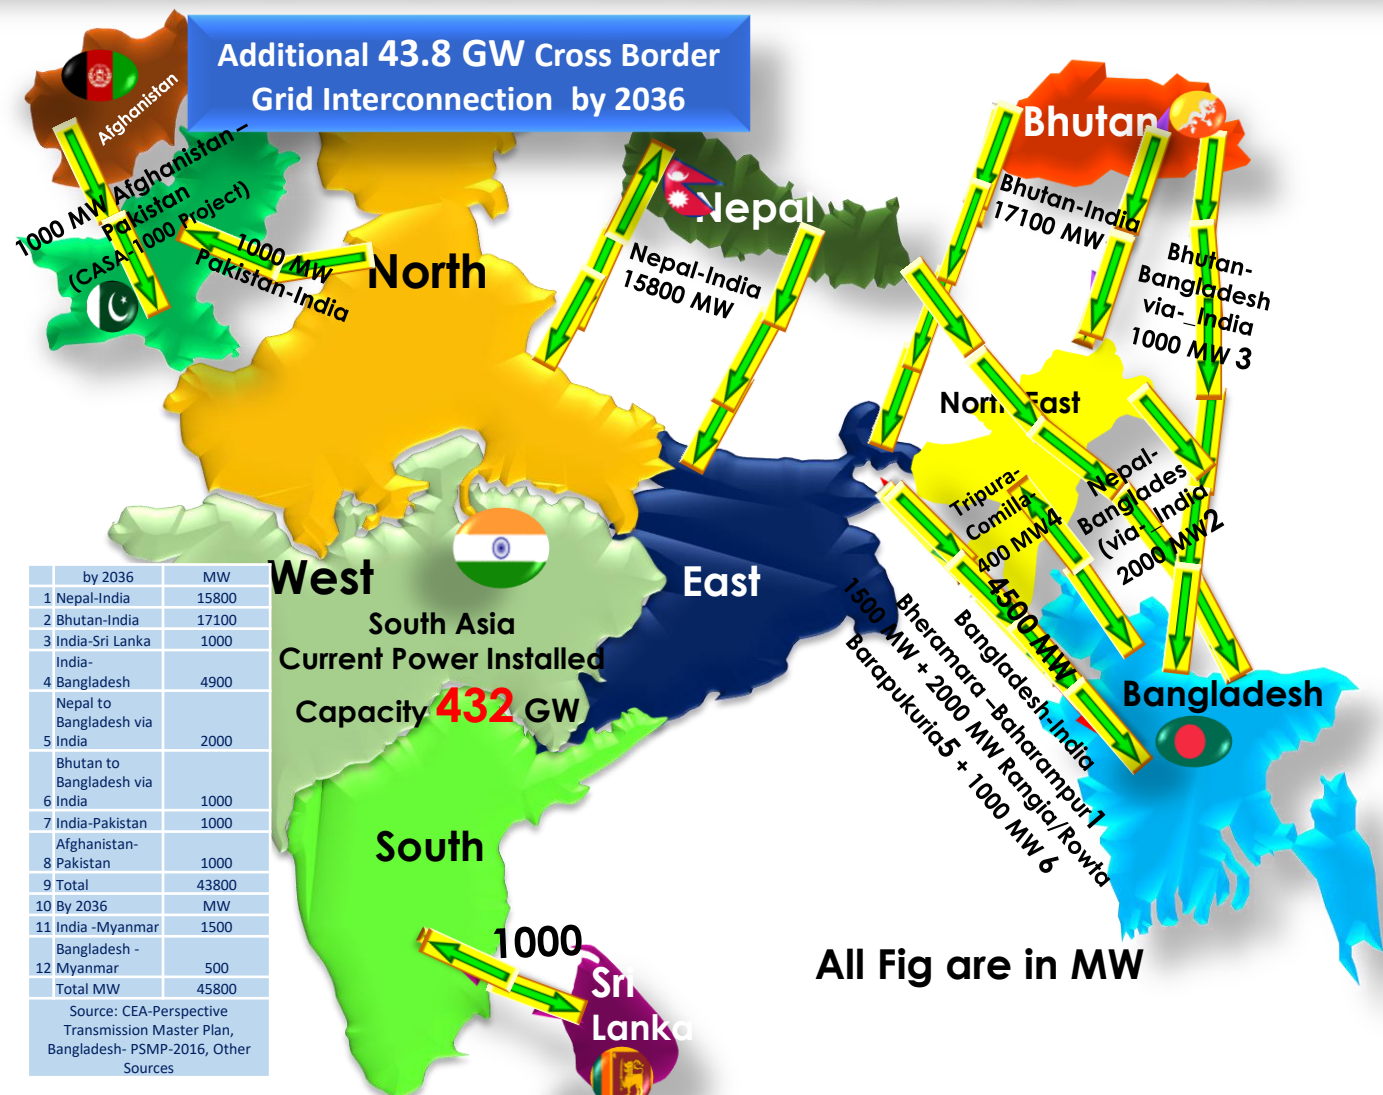 Additional 43.8 GW Cross Border
Grid Interconnection by 2036
Afghanistan
1000 MW Afghanistan –
Pakistan
(CASA-1000 Project)
1000 MW
Pakistan-India
North
Nepal
Nepal-India
15800 MW
Bhutan
Bhutan-India
17100 MW
Bhutan-
Bangladesh
via-_India
1000 MW 3
North East
Tripura-
Comilla-
400 MW4
Nepal-
Banglades
(via-_India
2000 MW2
4500 MW
Bangladesh-India
Bheramara –Baharampur1
1500 MW + 2000 MW Rangia/Rowta
Barapukuria5 + 1000 MW 6
Bangladesh
West
East
South Asia
Current Power Installed
Capacity 432 GW
South
1000
Sri
Lanka
All Fig are in MW
by 2036 MW
1 Nepal-India 15800
2 Bhutan-India 17100
3 India-Sri Lanka 1000
India-
4 Bangladesh 4900
Nepal to
Bangladesh via
5 India 2000
Bhutan to
Bangladesh via
6 India 1000
7 India-Pakistan 1000
Afghanistan-
8 Pakistan 1000
9 Total 43800
10 By 2036 MW
11 India -Myanmar 1500
Bangladesh -
12 Myanmar 500
Total MW 45800
Source: CEA-Perspective
Transmission Master Plan,
Bangladesh- PSMP-2016, Other
Sources